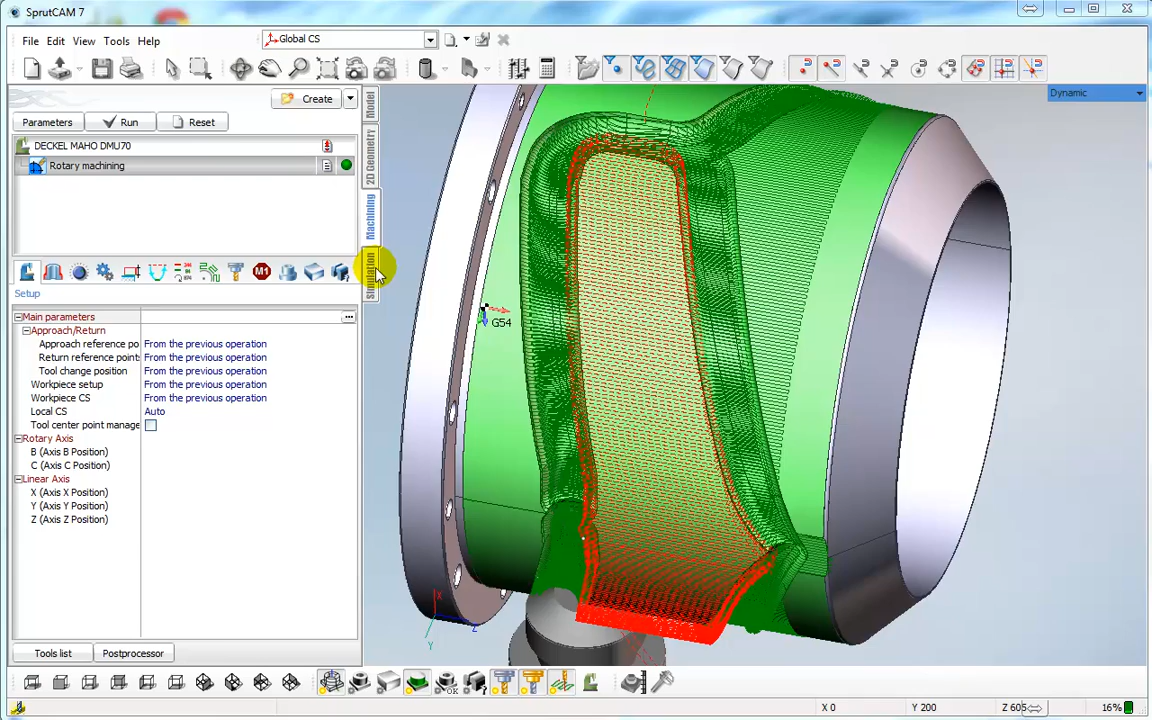 SprutCAM 7
File Edit View Tools Help
Global CS
Create
Parameters Run Reset
DECKEL MAHO DMU70
Rotary machining
Model
2D Geometry
Machining
Simulation
M1
Setup
Main parameters
Approach/Return
Approach reference po From the previous operation
Return reference point From the previous operation
Tool change position From the previous operation
Workpiece setup From the previous operation
Workpiece CS From the previous operation
Local CS Auto
Tool center point manage
Rotary Axis
B (Axis B Position)
C (Axis C Position)
Linear Axis
X (Axis X Position)
Y (Axis Y Position)
Z (Axis Z Position)
Tools list Postprocessor
Dynamic
G54
X
Z
Y
OK
X 0 Y 200 Z 605 16%